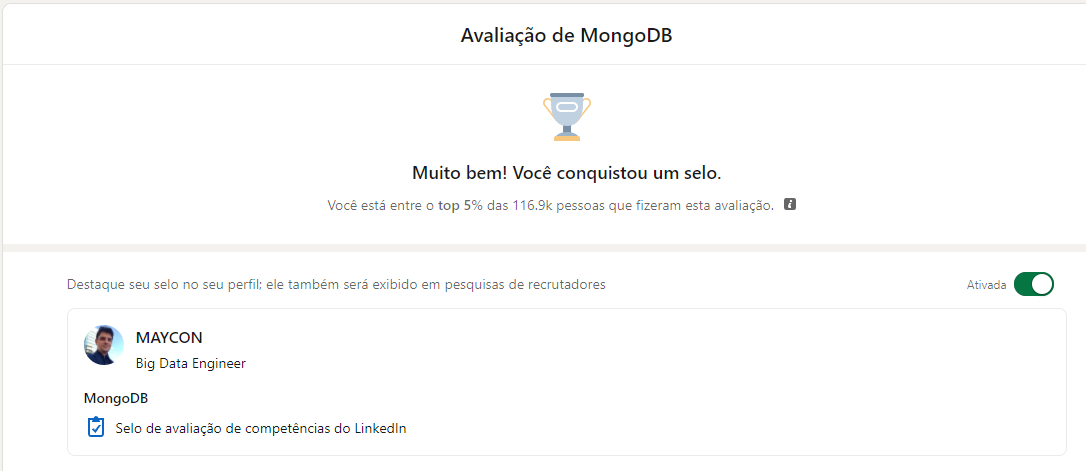 Avaliação de MongoDB
Muito bem! Você conquistou um selo.
Você está entre o top 5% das 116.9k pessoas que fizeram esta avaliação.
Destaque seu selo no seu perfil; ele também será exibido em pesquisas de recrutadores
Ativada
MAYCON
Big Data Engineer
MongoDB
Selo de avaliação de competências do LinkedIn